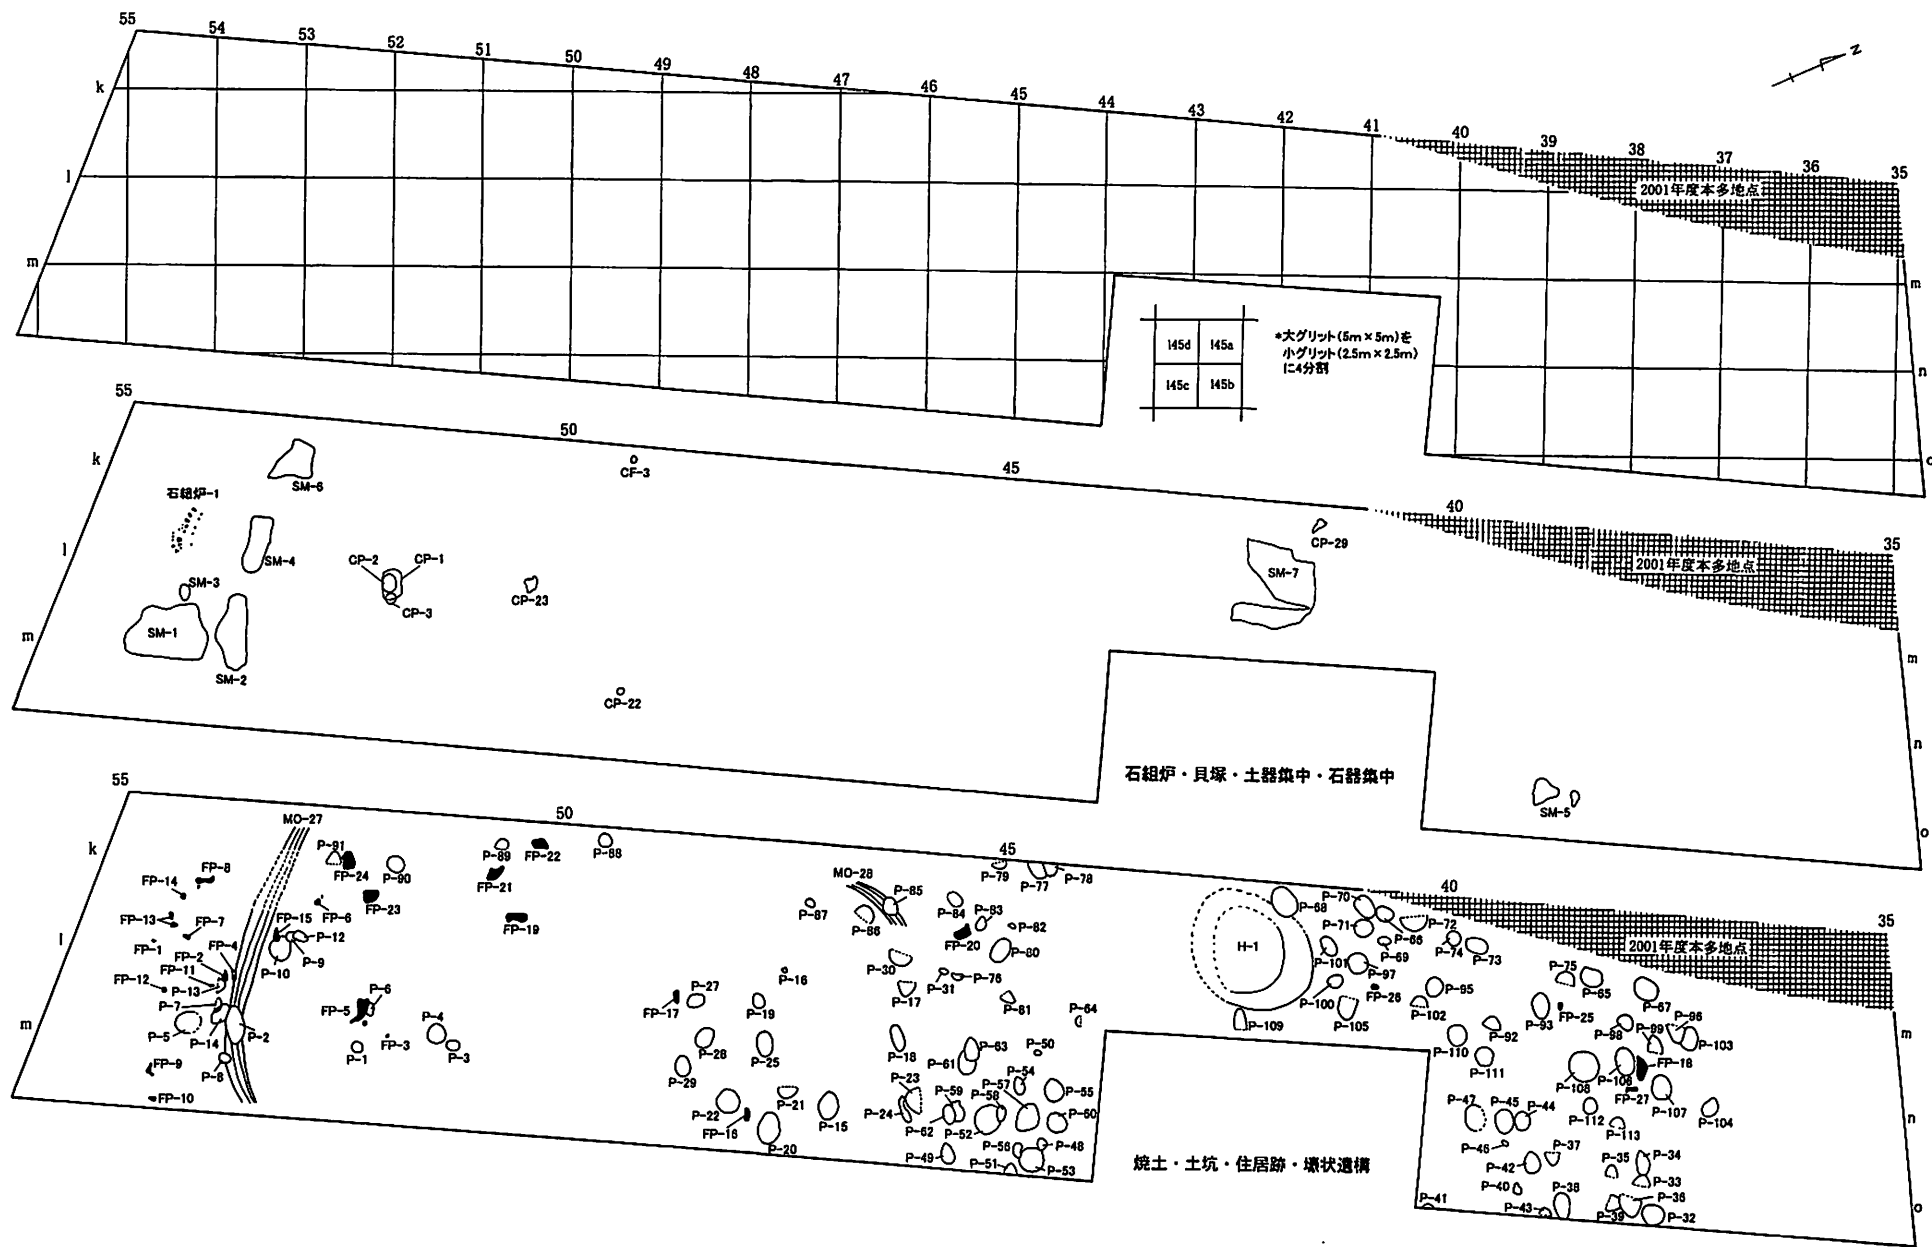 55
54
53
52
51
50
49
48
47
46
45
44
43
42
41
40
39
38
37
36
35
N
k
l
m
2001年度本多地点
m
n
o
I45d I45a
I45c I45b
*大グリット(5m×5m)を
小グリット(2.5m×2.5m)
に4分割
55
50
45
40
35
k
l
m
石組炉-1
SM-6
SM-4
SM-3
SM-1
SM-2
CP-2
CP-1
CP-3
CP-23
CF-3
CP-22
CP-29
SM-7
SM-5
2001年度本多地点
m
n
o
石組炉・貝塚・土器集中・石器集中
55
50
45
40
35
k
l
m
MO-27
P-91
FP-24
P-90
P-89
FP-22
P-88
FP-21
FP-8
FP-14
FP-23
FP-6
FP-13
FP-7
FP-15
P-12
FP-19
FP-1
FP-4
FP-2
P-9
P-10
FP-11
FP-12
P-13
P-7
P-5
P-14
P-2
P-8
FP-9
FP-10
P-6
FP-5
P-4
P-1
FP-3
P-3
MO-28
P-85
P-87
P-86
P-79
P-77
P-78
P-84
P-83
P-82
FP-20
P-80
P-30
P-31
P-76
P-16
P-27
FP-17
P-19
P-17
P-81
P-64
P-28
P-25
P-18
P-63
P-61
P-50
P-29
P-54
P-23
P-59
P-57
P-58
P-55
P-22
P-21
P-24
P-62
P-52
P-60
FP-16
P-20
P-15
P-56
P-48
P-49
P-51
P-53
H-1
P-68
P-70
P-66
P-71
P-72
P-69
P-74
P-73
P-101
P-97
P-100
FP-26
P-95
P-102
P-105
P-109
P-75
P-65
P-67
P-93
FP-25
P-92
P-110
P-111
P-98
P-99
P-96
P-103
FP-18
P-108
P-106
FP-27
P-107
P-104
P-47
P-45
P-44
P-112
P-113
P-46
P-37
P-42
P-35
P-34
P-33
P-40
P-38
P-36
P-41
P-43
P-39
P-32
2001年度本多地点
m
n
o
焼土・土坑・住居跡・壕状遺構